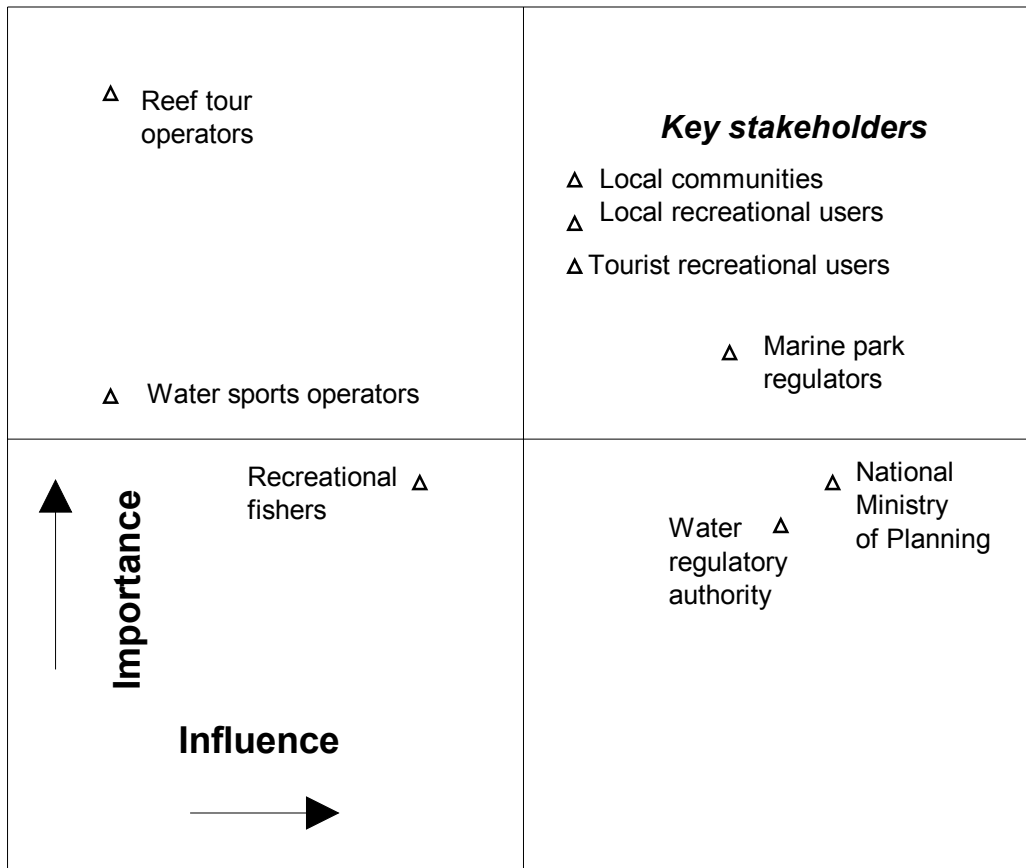 Reef tour
operators
Key stakeholders
Local communities
Local recreational users
Tourist recreational users
Marine park
regulators
Water sports operators
Recreational
fishers
National
Ministry
of Planning
Water
regulatory
authority
Importance
Influence